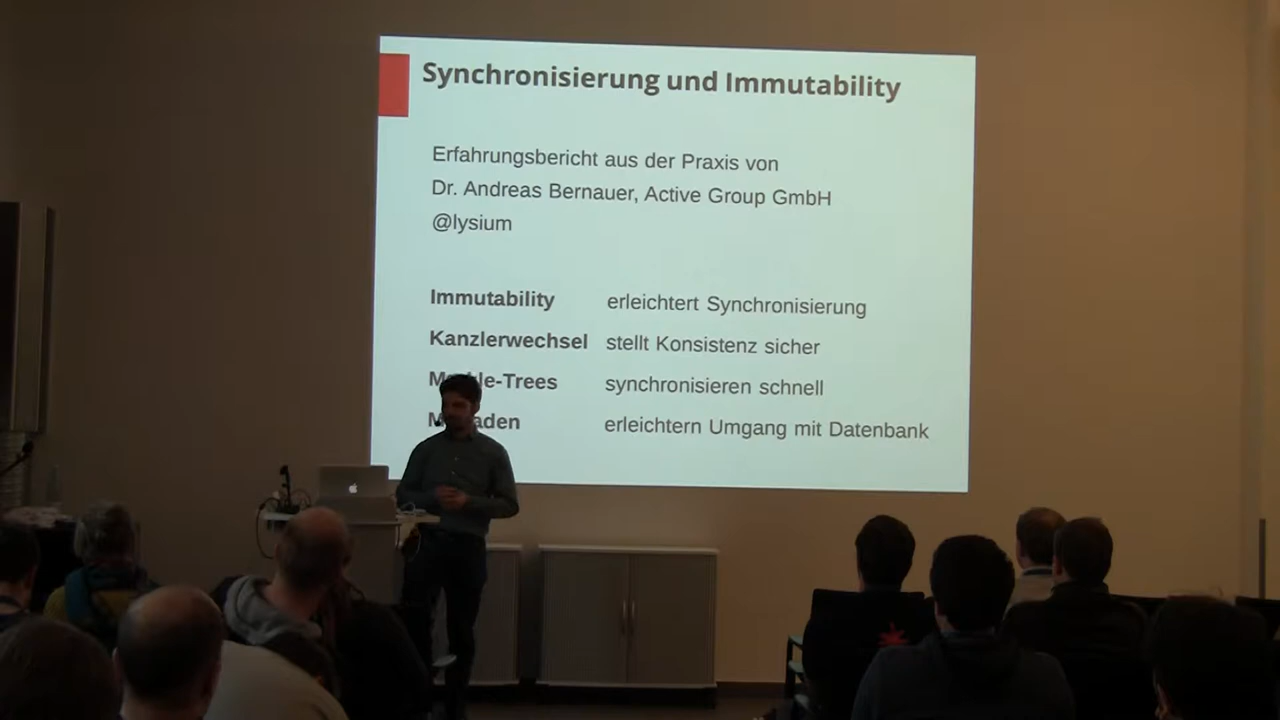 Synchronisierung und Immutability
Erfahrungsbericht aus der Praxis von
Dr. Andreas Bernauer, Active Group GmbH
@lysium
Immutability erleichtert Synchronisierung
Kanzlerwechsel stellt Konsistenz sicher
synchronisieren schnell
erleichtern Umgang mit Datenbank